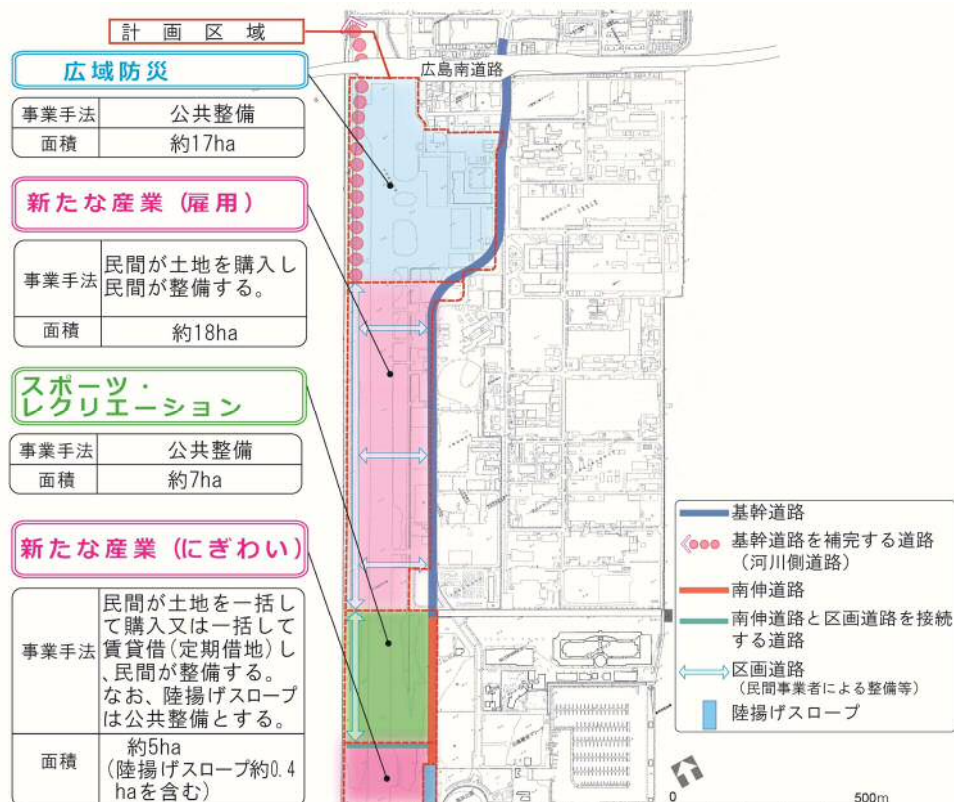 計画区域
広島南道路
広域防災
事業手法 公共整備
面積 約17ha
新たな産業（雇用）
事業手法 民間が土地を購入し
民間が整備する。
面積 約18ha
スポーツ・
レクリエーション
事業手法 公共整備
面積 約7ha
新たな産業（にぎわい）
事業手法 民間が土地を一括し
て購入又は一括して
賃貸借(定期借地)し
、民間が整備する。
なお、陸揚げスロープ
は公共整備とする。
面積 約5ha
(陸揚げスロープ約0.4
haを含む)
基幹道路
基幹道路を補完する道路
（河川側道路）
南伸道路
南伸道路と区画道路を接続
する道路
区画道路
（民間事業者による整備等）
陸揚げスロープ
0 500m